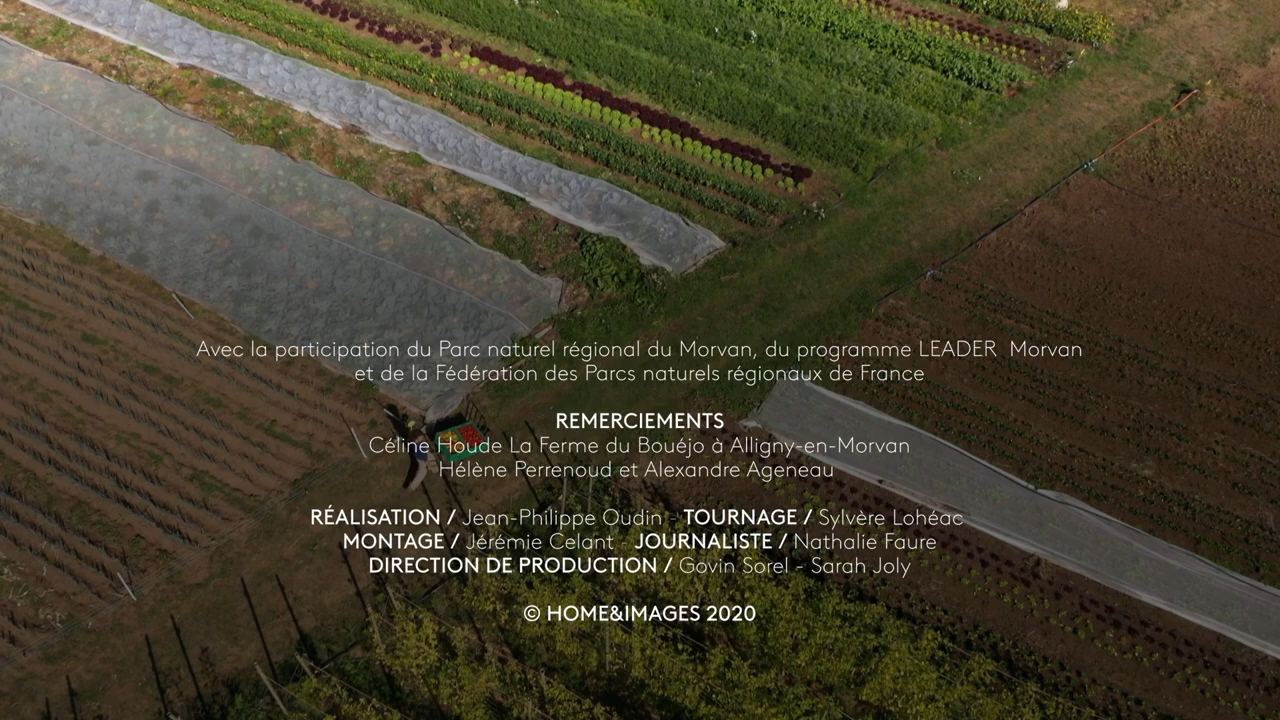 Avec la participation du Parc naturel régional du Morvan, du programme LEADER Morvan
et de la Fédération des Parcs naturels régionaux de France
REMERCIEMENTS
Céline Houde La Ferme du Bouéjo à Alligny-en-Morvan
Hélène Perrenoud et Alexandre Ageneau
RÉALISATION / Jean-Philippe Oudin - TOURNAGE / Sylvère Lohéac
MONTAGE / Jérémie Celant - JOURNALISTE / Nathalie Faure
DIRECTION DE PRODUCTION / Govin Sorel - Sarah Joly
© HOME&IMAGES 2020